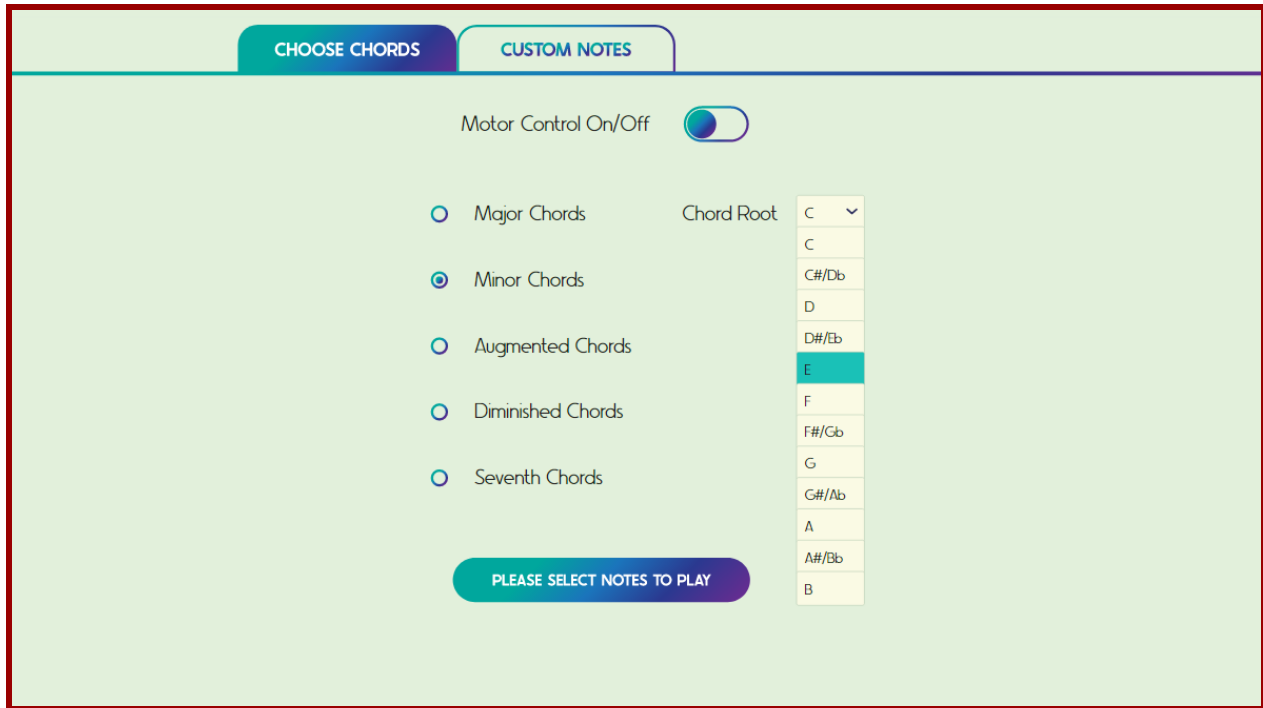 CHOOSE CHORDS
CUSTOM NOTES
Motor Control On/Off
Major Chords
Chord Root
C
C
C#/Db
Minor Chords
D
D#/Eb
Augmented Chords
E
F
Diminished Chords
F#/Gb
G
Seventh Chords
G#/Ab
A
A#/Bb
PLEASE SELECT NOTES TO PLAY
B